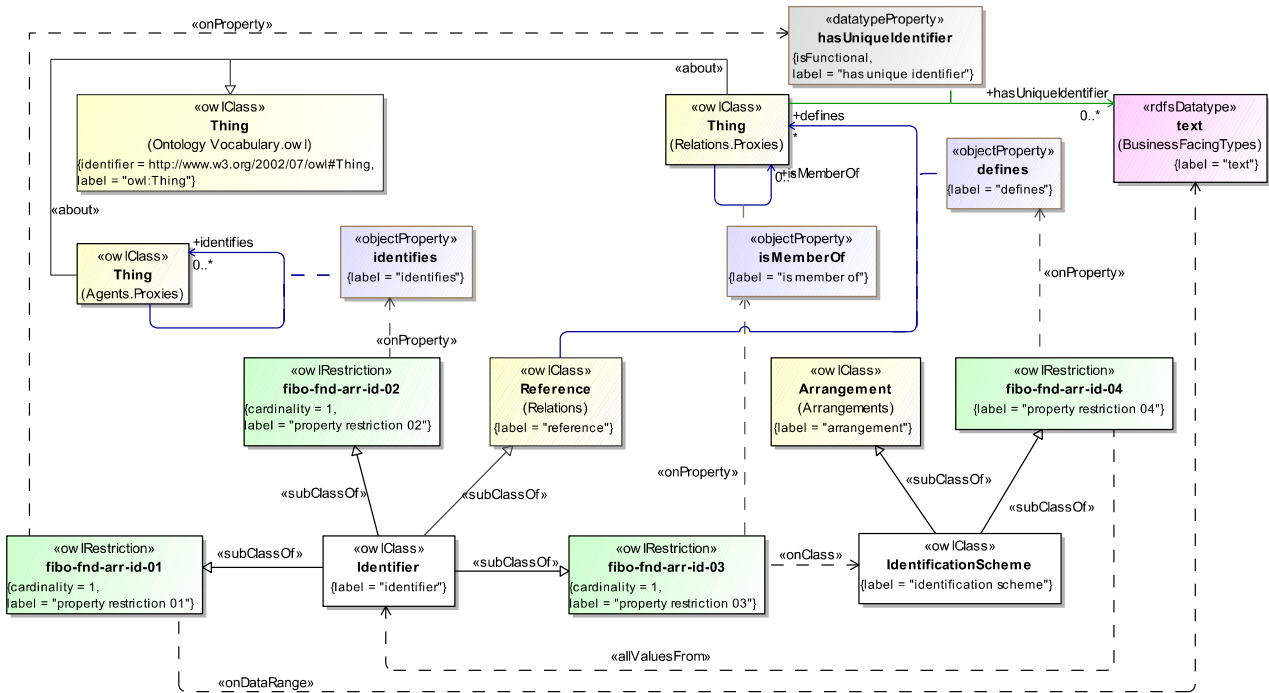 «onProperty»
«datatypeProperty»
hasUniqueIdentifier
{isFunctional,
label = "has unique identifier"}
«about»
«owlClass»
Thing
(Ontology Vocabulary.owl)
{identifier = http://www.w3.org/2002/07/owl#Thing,
label = "owl:Thing"}
«owlClass»
Thing
(Relations.Proxies)
+hasUniqueIdentifier
0..*
«rdfsDatatype»
text
(BusinessFacingTypes)
{label = "text"}
+defines
*
«objectProperty»
defines
{label = "defines"}
+isMemberOf
0..*
«about»
«owlClass»
Thing
(Agents.Proxies)
+identifies
0..*
«objectProperty»
identifies
{label = "identifies"}
«objectProperty»
isMemberOf
{label = "is member of"}
«onProperty»
«onProperty»
«owlRestriction»
fibo-fnd-arr-id-02
{cardinality = 1,
label = "property restriction 02"}
«owlClass»
Reference
(Relations)
{label = "reference"}
«owlClass»
Arrangement
(Arrangements)
{label = "arrangement"}
«owlRestriction»
fibo-fnd-arr-id-04
{label = "property restriction 04"}
«subClassOf»
«subClassOf»
«onProperty»
«subClassOf»
«subClassOf»
«owlRestriction»
fibo-fnd-arr-id-01
{cardinality = 1,
label = "property restriction 01"}
«subClassOf»
«owlClass»
Identifier
{label = "identifier"}
«subClassOf»
«owlRestriction»
fibo-fnd-arr-id-03
{cardinality = 1,
label = "property restriction 03"}
«onClass»
«owlClass»
IdentificationScheme
{label = "identification scheme"}
«allValuesFrom»
«onDataRange»